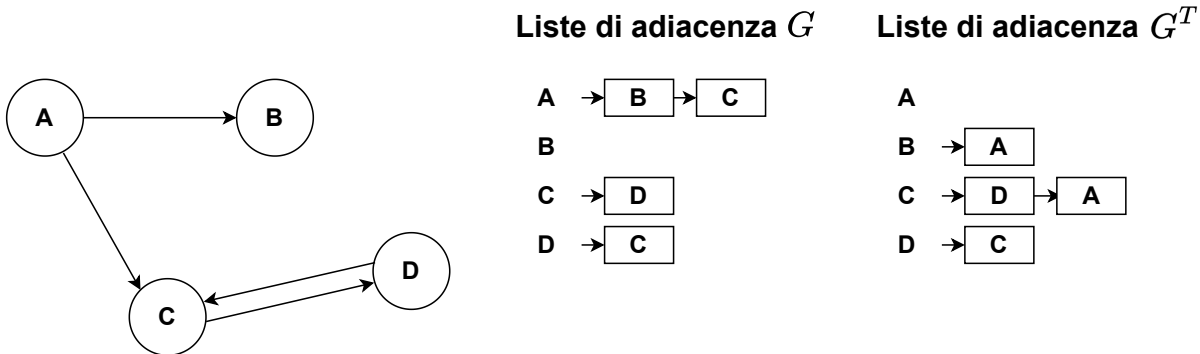 Liste di adiacenza G
Liste di adiacenza G^T
A
B
C
D
A B C
B
C D
D C
A
B A
C D A
D C